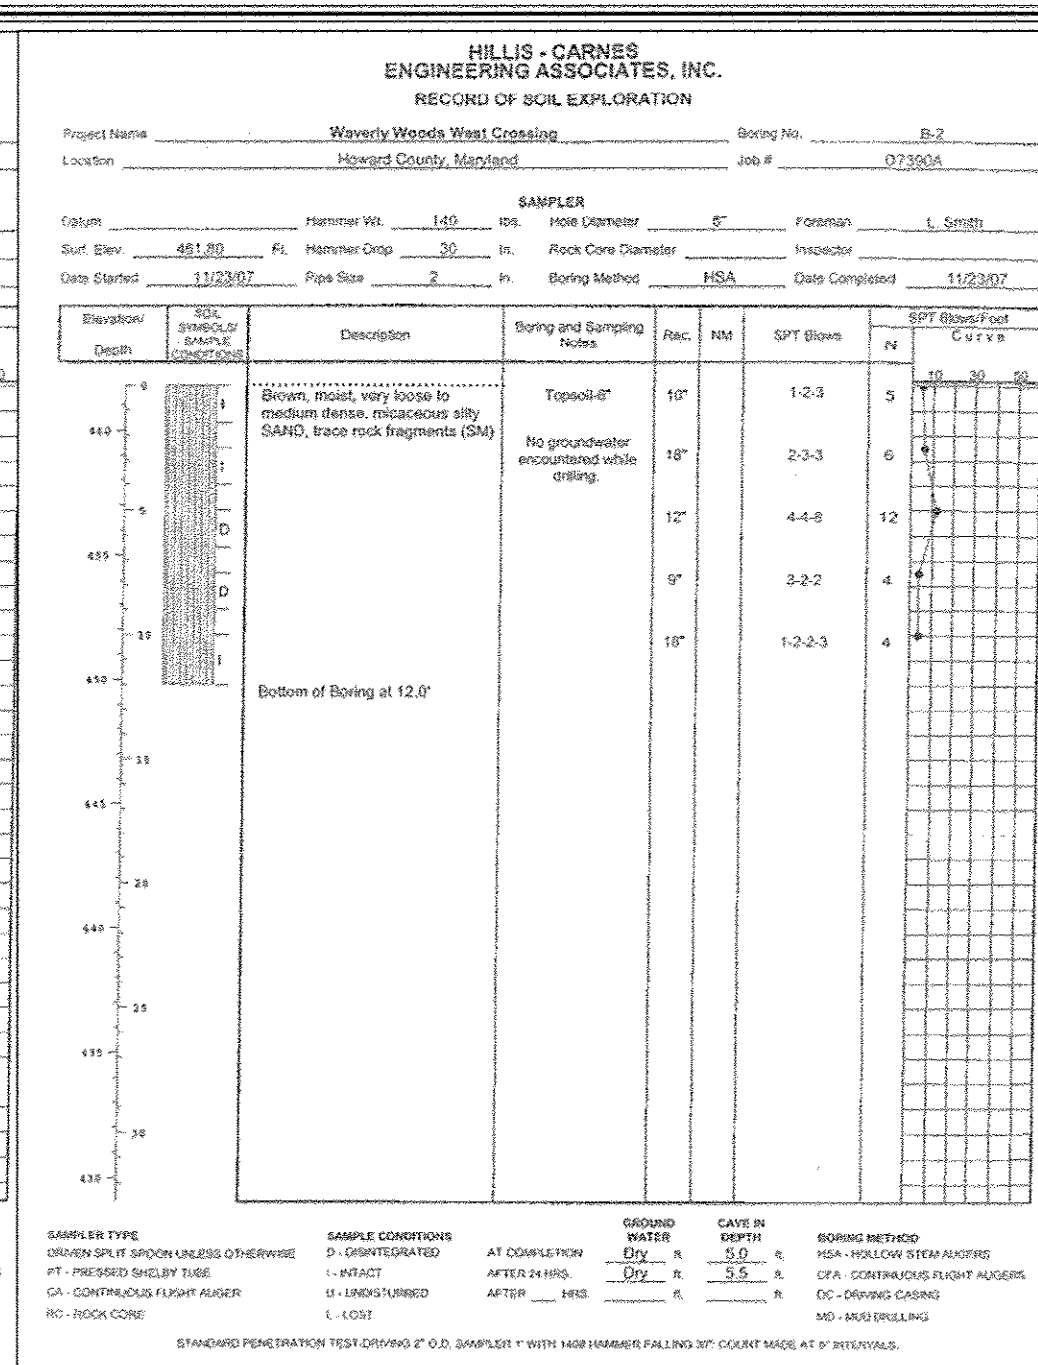 HILLIS - CARNES
ENGINEERING ASSOCIATES, INC.
RECORD OF SOIL EXPLORATION
Project Name Waverly Woods West Crossing Boring No. B-2
Location Howard County, Maryland Job # 07390A
SAMPLER
Datum Hammer Wt. 140 lbs. Hole Diameter 6" Foreman L. Smith
Surf. Elev. 461.80 Ft. Hammer Drop 30 In. Rock Core Diameter Inspector
Date Started 11/23/07 Pipe Size 2 In. Boring Method HSA Date Completed 11/23/07
Elevation/ Depth
SOIL SYMBOLS/ SAMPLE CONDITIONS
Description
Boring and Sampling Notes
Rec.
NM
SPT Blows
SPT Blows/Foot
N
Curve
10 30 50
0
Brown, moist, very loose to
medium dense, micaceous silty
SAND, trace rock fragments (SM)
Topsoil-6"
10" 1-2-3 5
I
460
No groundwater
encountered while
drilling.
I
18" 2-3-3 6
5
D
12" 4-4-8 12
455
D
9" 3-2-2 4
10
I
18" 1-2-2-3 4
450
Bottom of Boring at 12.0'
15
445
20
440
25
435
30
430
SAMPLER TYPE
DRIVEN SPLIT SPOON UNLESS OTHERWISE
PT - PRESSED SHELBY TUBE
CA - CONTINUOUS FLIGHT AUGER
RC - ROCK CORE
SAMPLE CONDITIONS
D - DISINTEGRATED
I - INTACT
U - UNDISTURBED
L - LOST
GROUND WATER
CAVE IN DEPTH
AT COMPLETION Dry ft. 5.0 ft.
AFTER 24 HRS. Dry ft. 5.5 ft.
AFTER ___ HRS. ft. ft.
BORING METHOD
HSA - HOLLOW STEM AUGERS
CFA - CONTINUOUS FLIGHT AUGERS
DC - DRIVING CASING
MD - MUD DRILLING
STANDARD PENETRATION TEST-DRIVING 2" O.D. SAMPLER 1' WITH 140# HAMMER FALLING 30": COUNT MADE AT 6" INTERVALS.